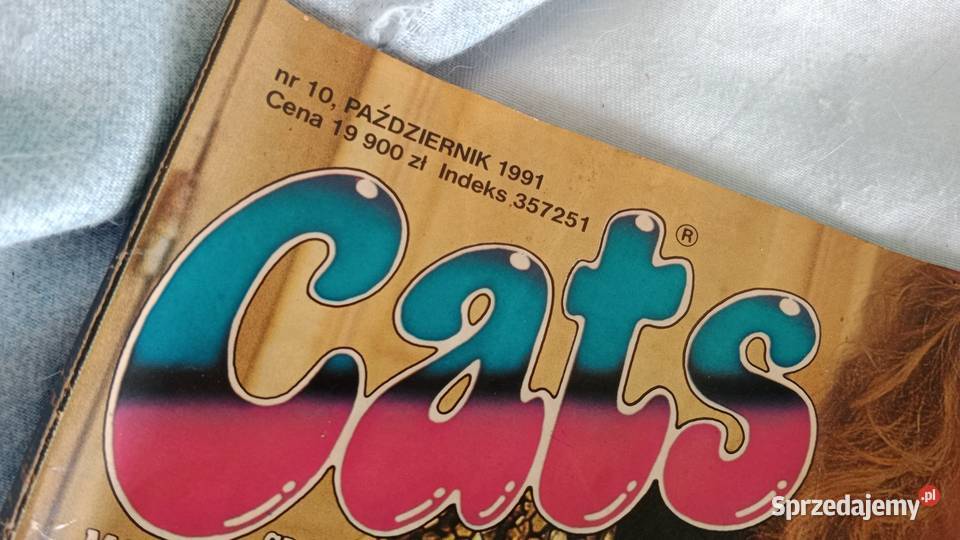 nr 10, PAŹDZIERNIK 1991
Cena 19 900 zł Indeks 357251
Cats ®
Sprzedajemy.pl